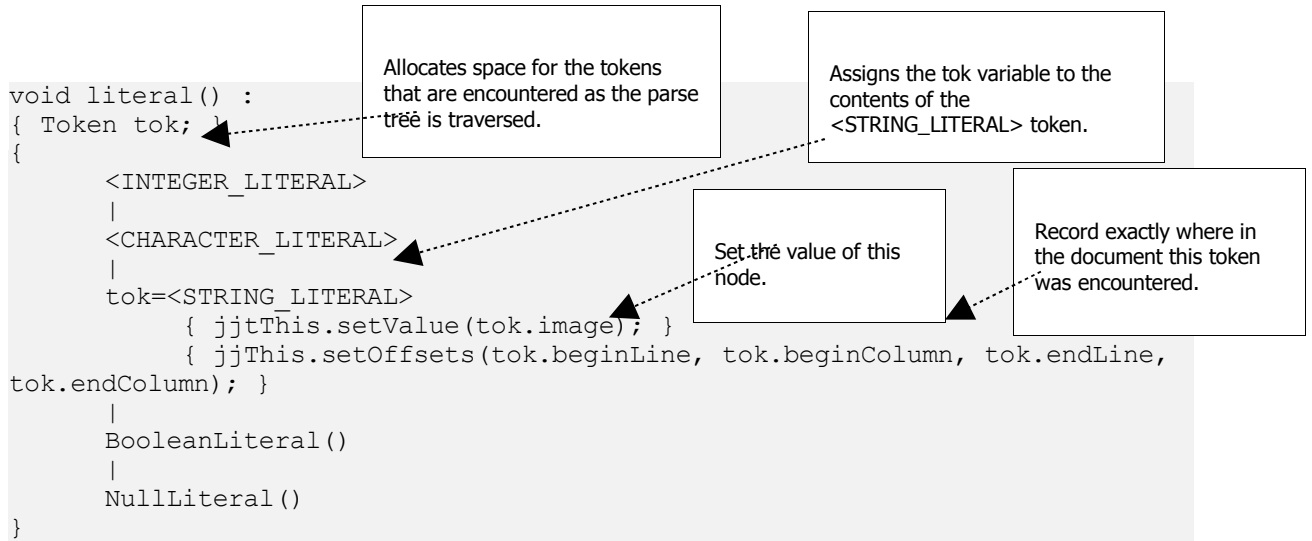 Allocates space for the tokens
that are encountered as the parse
tree is traversed.
Assigns the tok variable to the
contents of the
<STRING_LITERAL> token.
void literal() :
{ Token tok; }
{
<INTEGER_LITERAL>
|
<CHARACTER_LITERAL>
|
Set the value of this
node.
Record exactly where in
the document this token
was encountered.
tok=<STRING_LITERAL>
{ jjtThis.setValue(tok.image); }
{ jjThis.setOffsets(tok.beginLine, tok.beginColumn, tok.endLine,
tok.endColumn); }
|
BooleanLiteral()
|
NullLiteral()
}